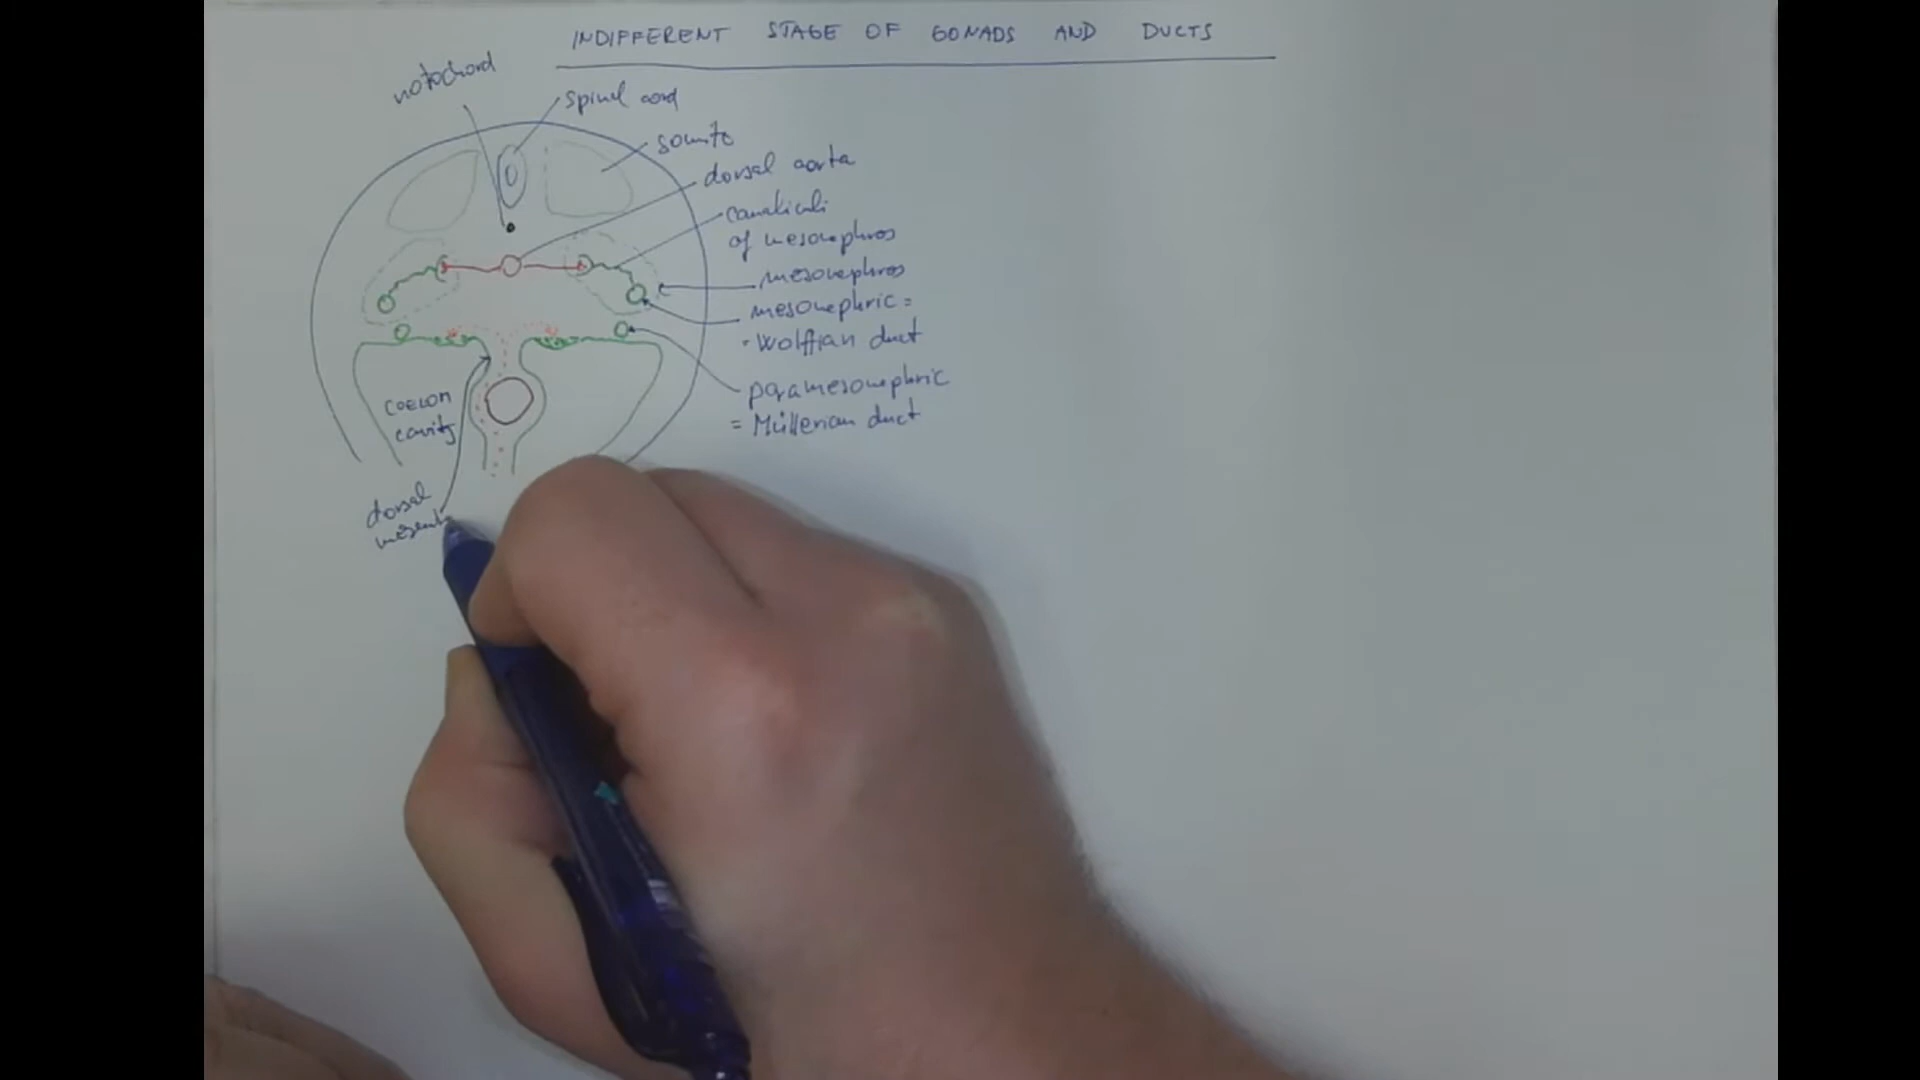 INDIFFERENT STAGE OF GONADS AND DUCTS
notochord
spinal cord
somite
dorsal aorta
canaliculi
of mesonephros
mesonephros
mesonephric =
= Wolffian duct
paramesonephric
= Müllerian duct
COELOM
cavity
dorsal
mesent